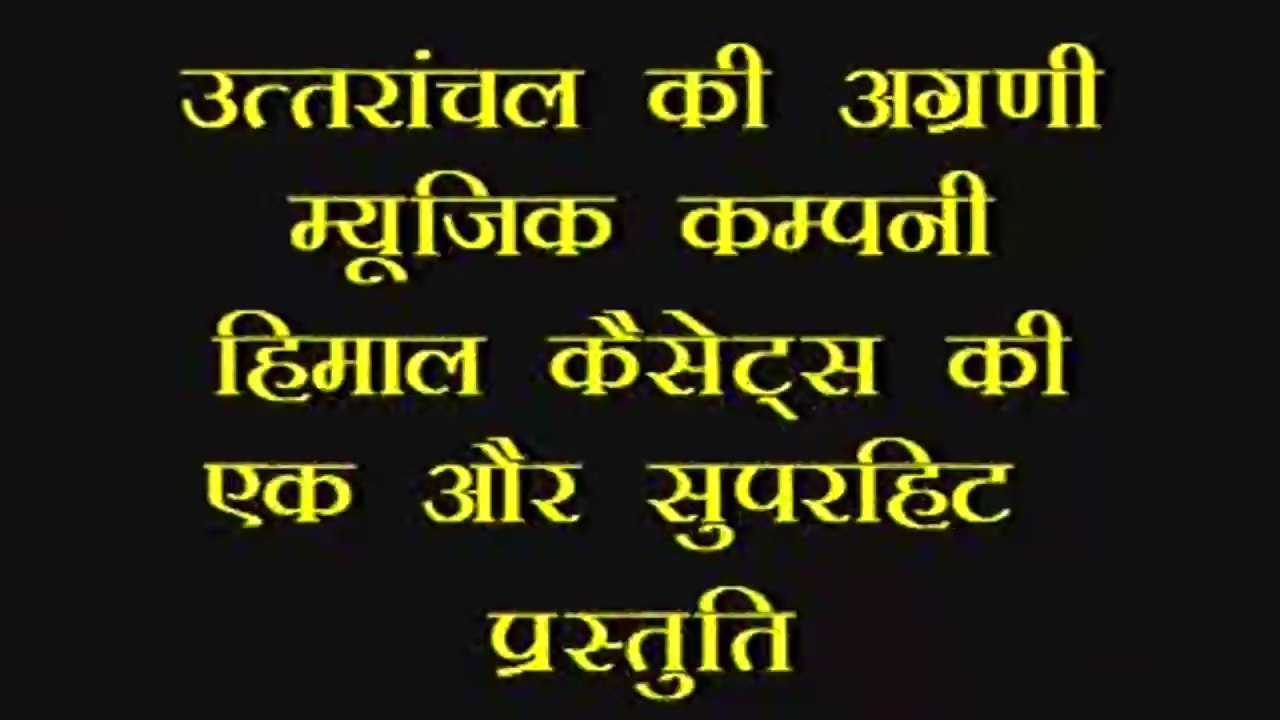 उत्तरांचल की अग्रणी
म्यूजिक कम्पनी
हिमाल कैसेट्स की
एक और सुपरहिट
प्रस्तुति